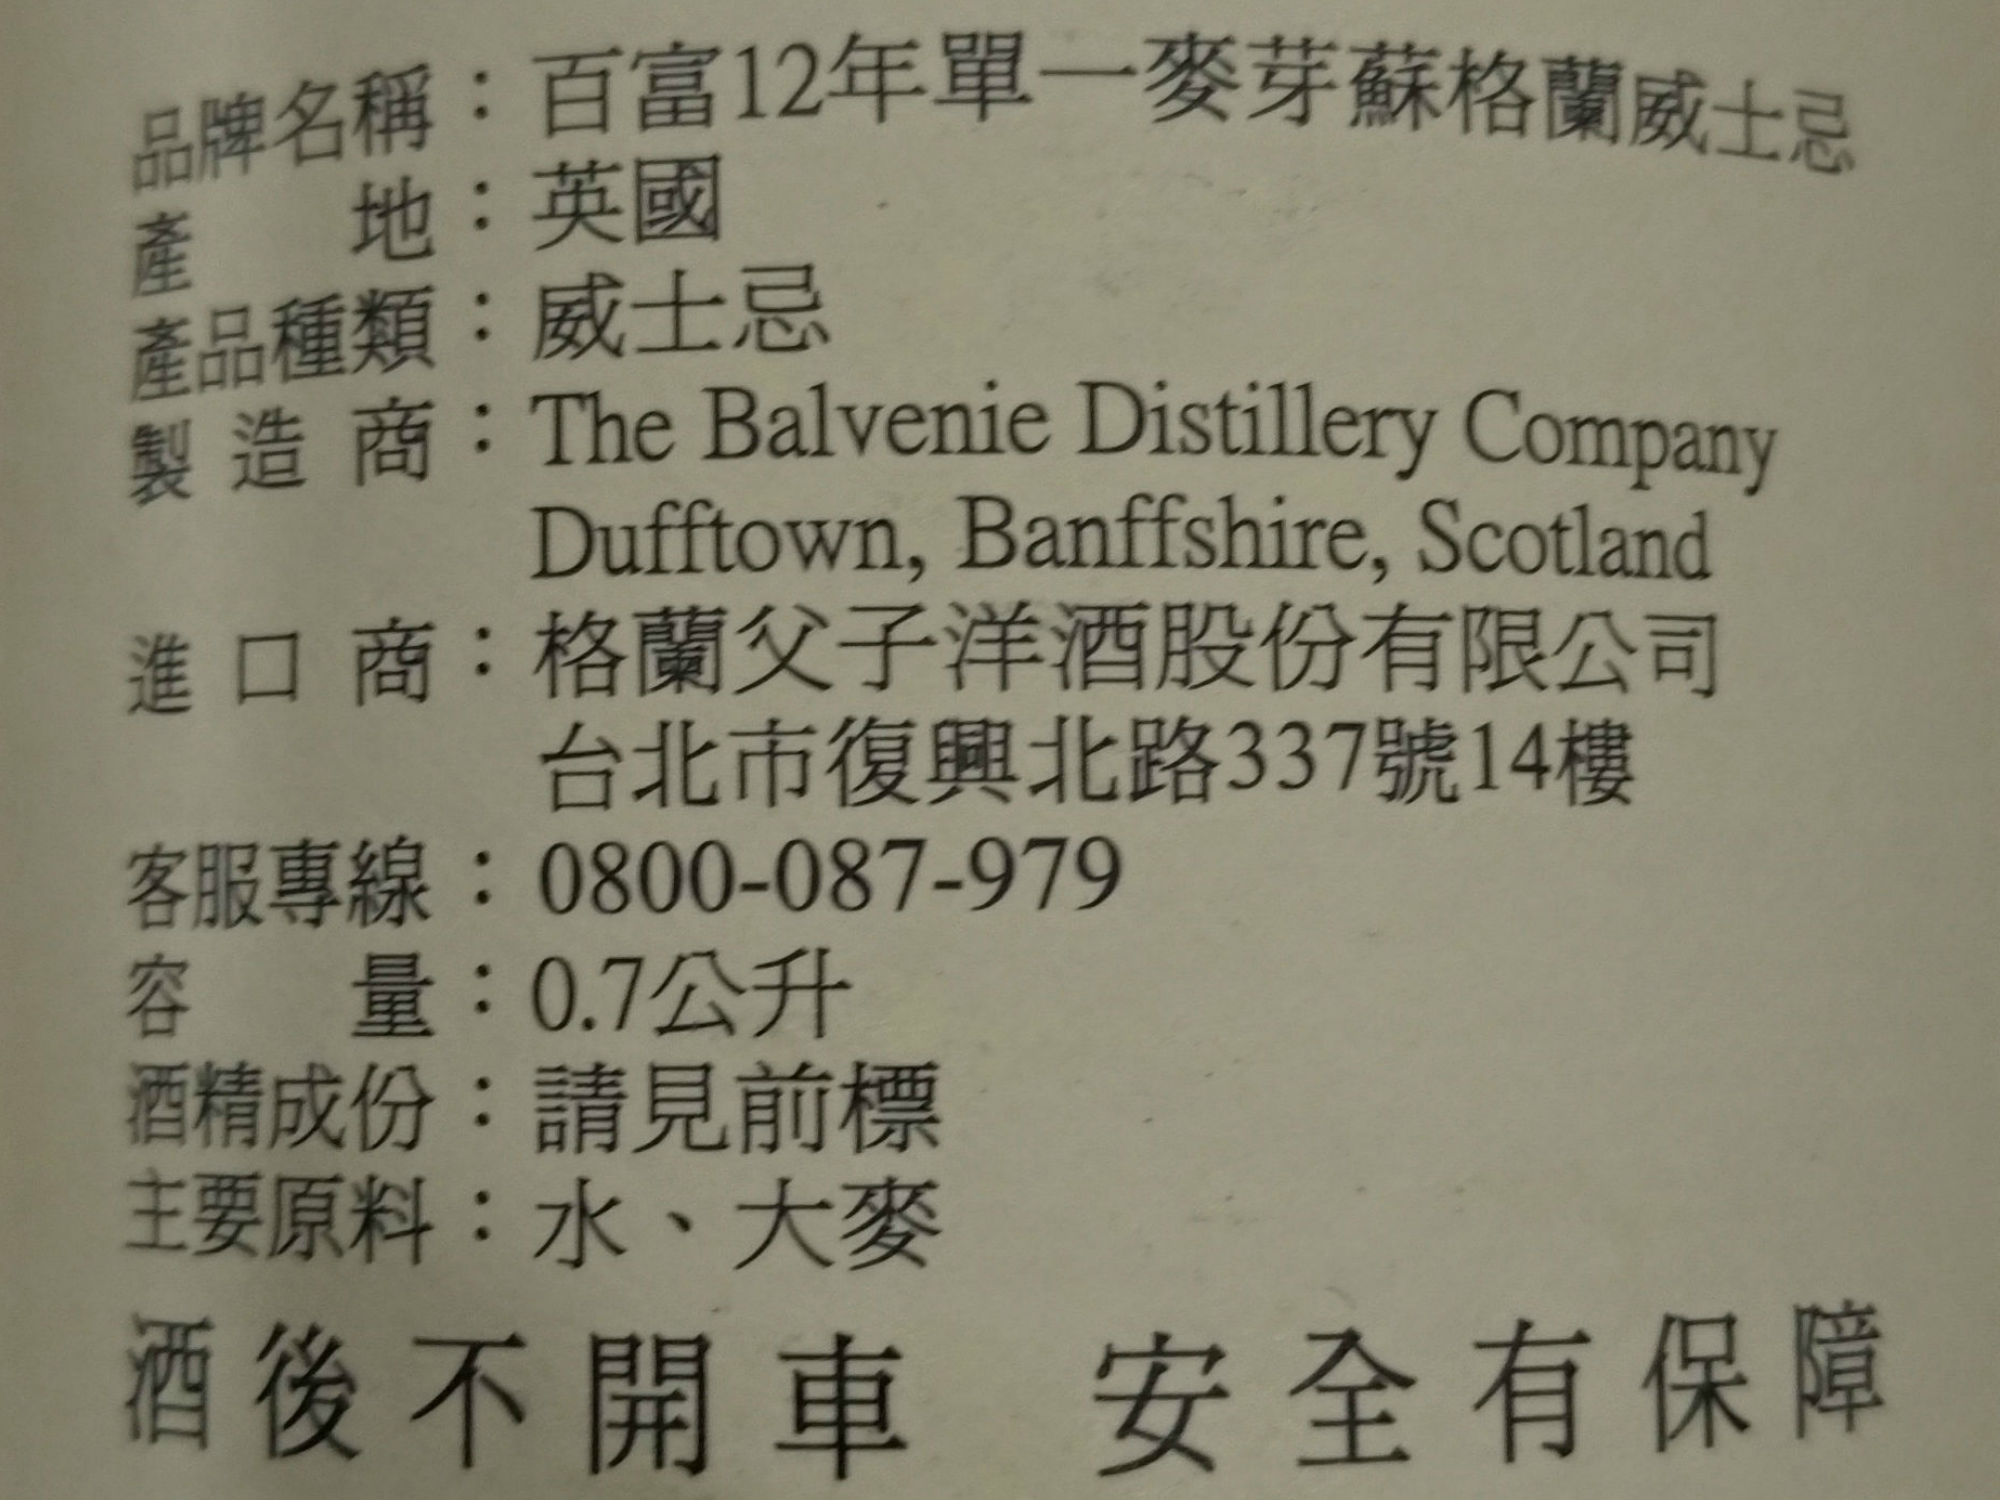 品牌名稱：百富12年單一麥芽蘇格蘭威士忌
產地：英國
產品種類：威士忌
製造商：The Balvenie Distillery Company
Dufftown, Banffshire, Scotland
進口商：格蘭父子洋酒股份有限公司
台北市復興北路337號14樓
客服專線：0800-087-979
容量：0.7公升
酒精成份：請見前標
主要原料：水、大麥
酒後不開車 安全有保障